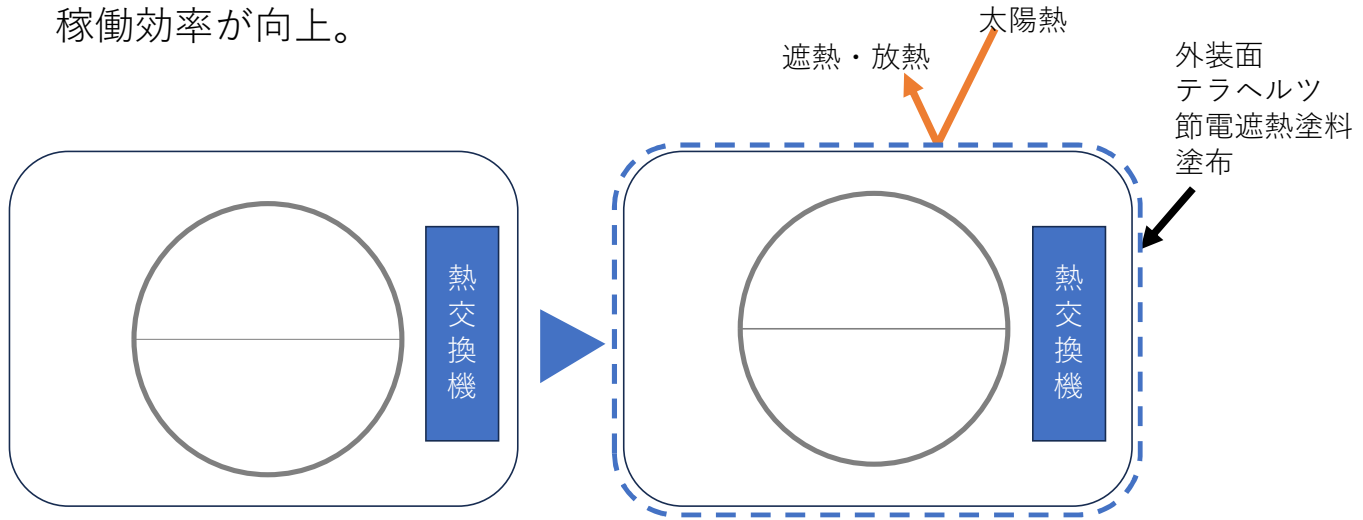 稼働効率が向上。
太陽熱
遮熱・放熱
外装面
テラヘルツ
節電遮熱塗料
塗布
熱交換機
熱交換機